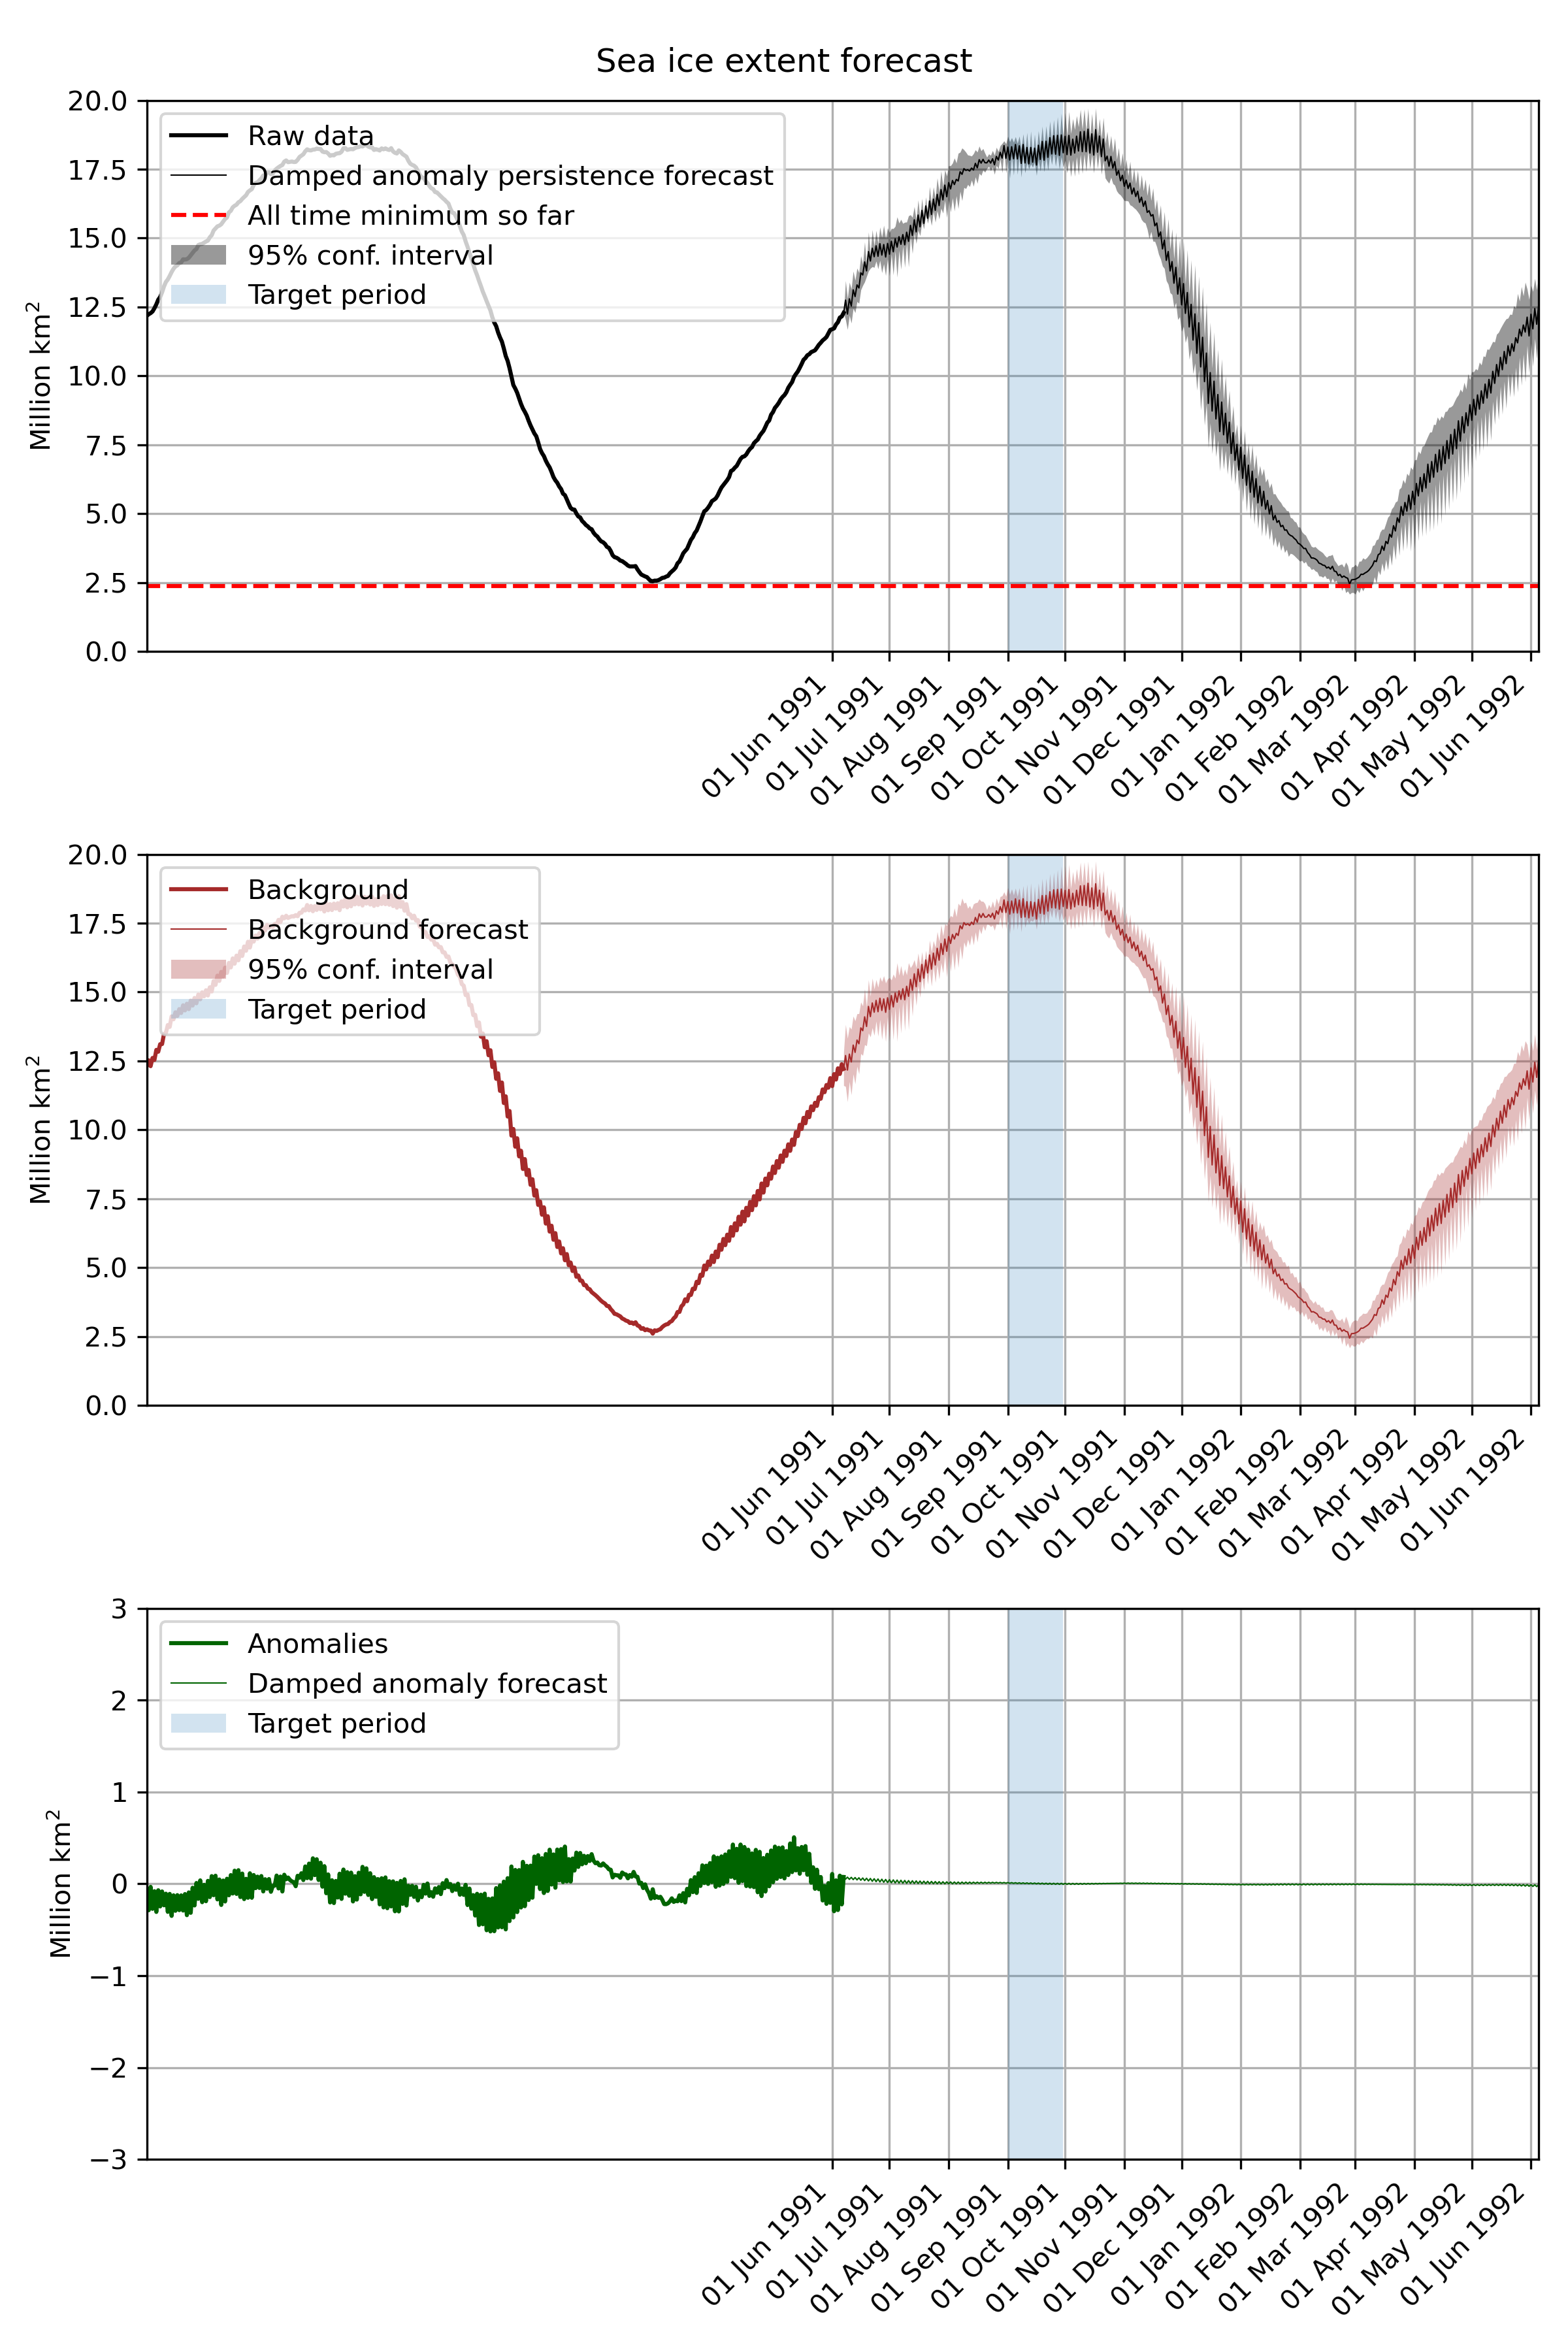 Sea ice extent forecast
20.0
17.5
15.0
12.5
10.0
7.5
5.0
2.5
0.0
Million km²
Raw data
Damped anomaly persistence forecast
All time minimum so far
95% conf. interval
Target period
01 Jun 1991
01 Jul 1991
01 Aug 1991
01 Sep 1991
01 Oct 1991
01 Nov 1991
01 Dec 1991
01 Jan 1992
01 Feb 1992
01 Mar 1992
01 Apr 1992
01 May 1992
01 Jun 1992
20.0
17.5
15.0
12.5
10.0
7.5
5.0
2.5
0.0
Million km²
Background
Background forecast
95% conf. interval
Target period
01 Jun 1991
01 Jul 1991
01 Aug 1991
01 Sep 1991
01 Oct 1991
01 Nov 1991
01 Dec 1991
01 Jan 1992
01 Feb 1992
01 Mar 1992
01 Apr 1992
01 May 1992
01 Jun 1992
3
2
1
0
−1
−2
−3
Million km²
Anomalies
Damped anomaly forecast
Target period
01 Jun 1991
01 Jul 1991
01 Aug 1991
01 Sep 1991
01 Oct 1991
01 Nov 1991
01 Dec 1991
01 Jan 1992
01 Feb 1992
01 Mar 1992
01 Apr 1992
01 May 1992
01 Jun 1992